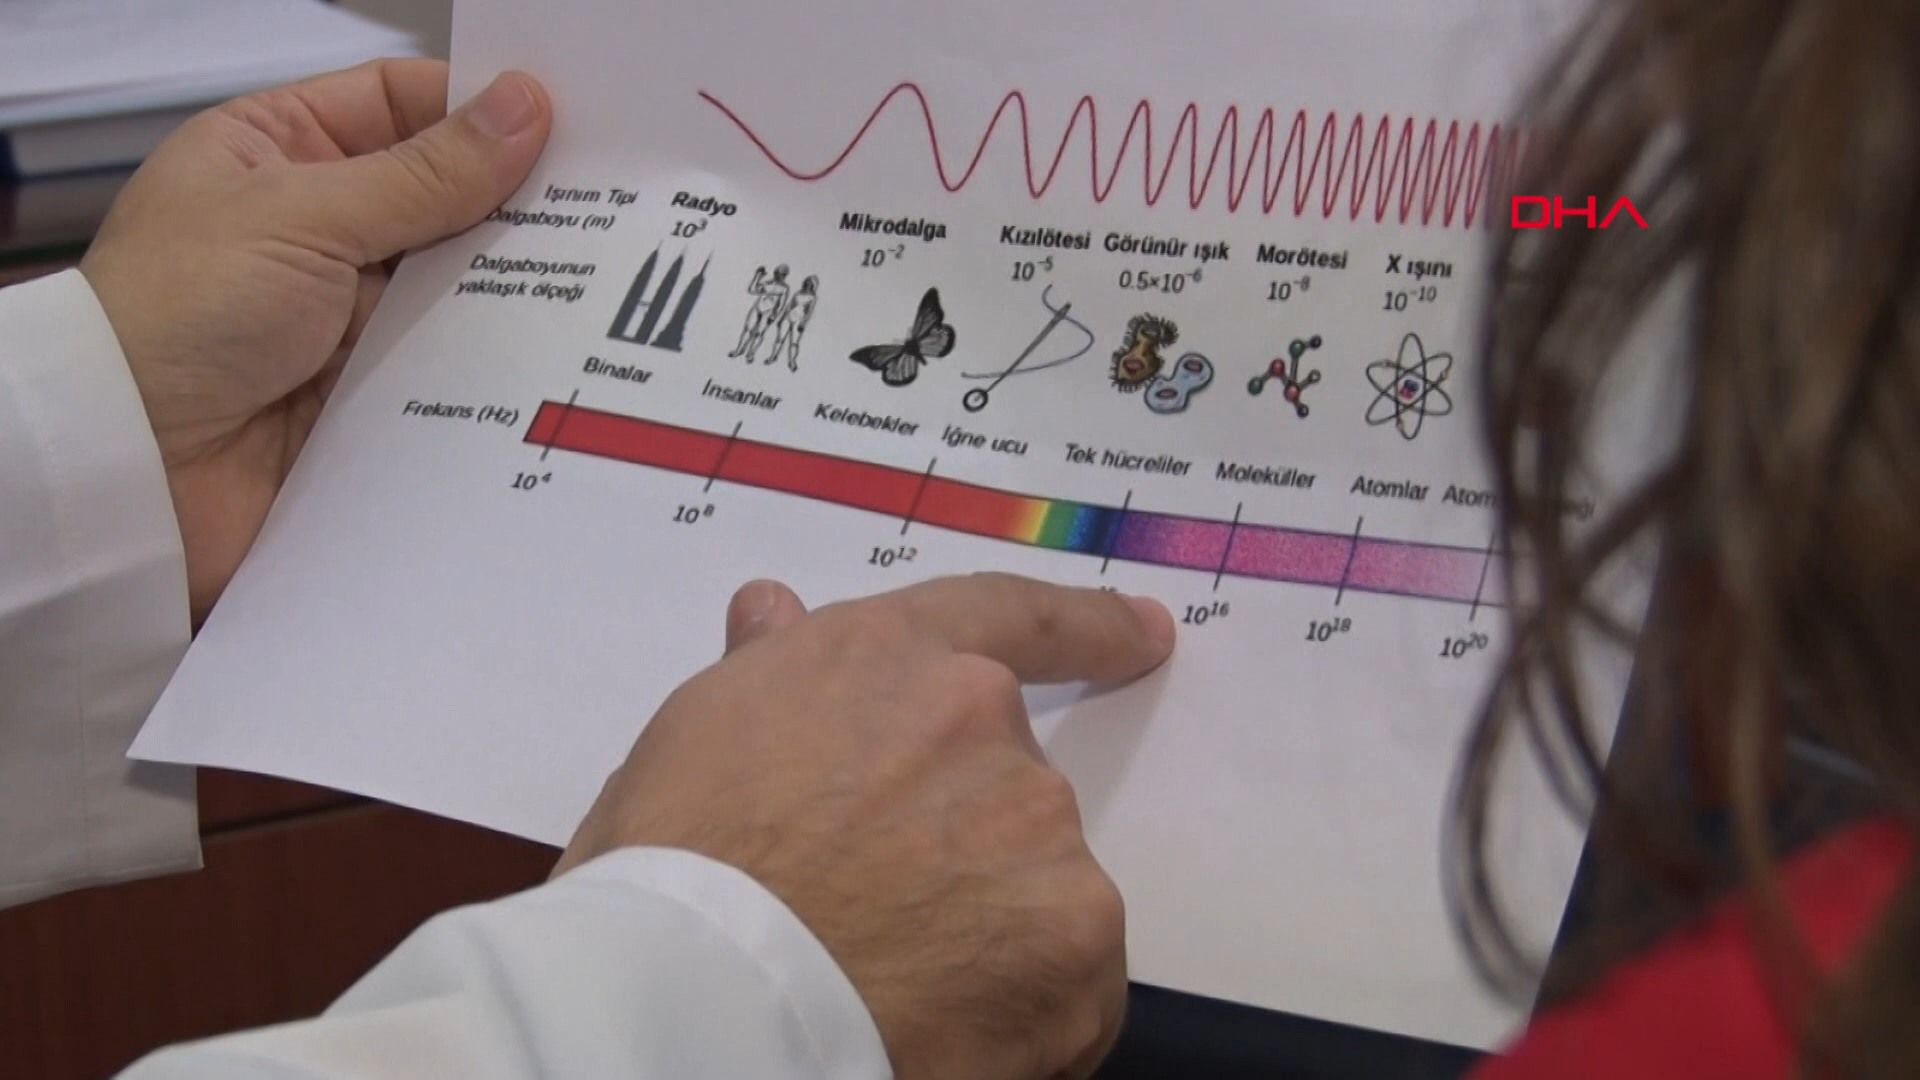 DHA
Işınım Tipi Radyo Mikrodalga Kızılötesi Görünür ışık Morötesi X ışını
Dalgaboyu (m) 10³ 10⁻² 10⁻⁵ 0.5×10⁻⁶ 10⁻⁸ 10⁻¹⁰
Dalgaboyunun
yaklaşık ölçeği
Binalar İnsanlar Kelebekler İğne ucu Tek hücreliler Moleküller Atomlar
Frekans (Hz)
10⁴ 10⁸ 10¹² 10¹⁶ 10¹⁸ 10²⁰